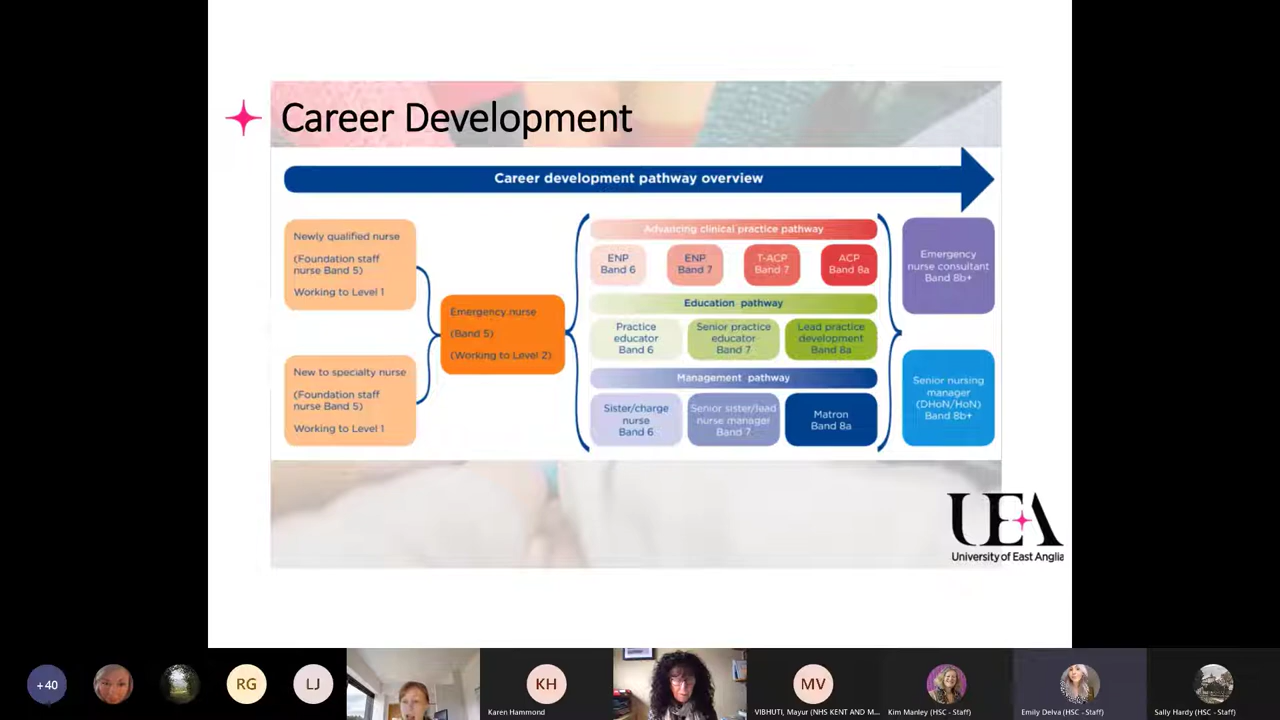 Career Development
Career development pathway overview
Newly qualified nurse
(Foundation staff
nurse Band 5)
Working to Level 1
New to specialty nurse
(Foundation staff
nurse Band 5)
Working to Level 1
Emergency nurse
(Band 5)
(Working to Level 2)
Advancing clinical practice pathway
ENP
Band 6
ENP
Band 7
T-ACP
Band 7
ACP
Band 8a
Education pathway
Practice
educator
Band 6
Senior practice
educator
Band 7
Lead practice
development
Band 8a
Management pathway
Sister/charge
nurse
Band 6
Senior sister/lead
nurse manager
Band 7
Matron
Band 8a
Emergency
nurse consultant
Band 8b+
Senior nursing
manager
(DHoN/HoN)
Band 8b+
UEA
University of East Anglia
+40
RG
LJ
KH
Karen Hammond
MV
VIBHUTI, Mayur (NHS KENT AND M...
Kim Manley (HSC - Staff)
Emily Delva (HSC - Staff)
Sally Hardy (HSC - Staff)